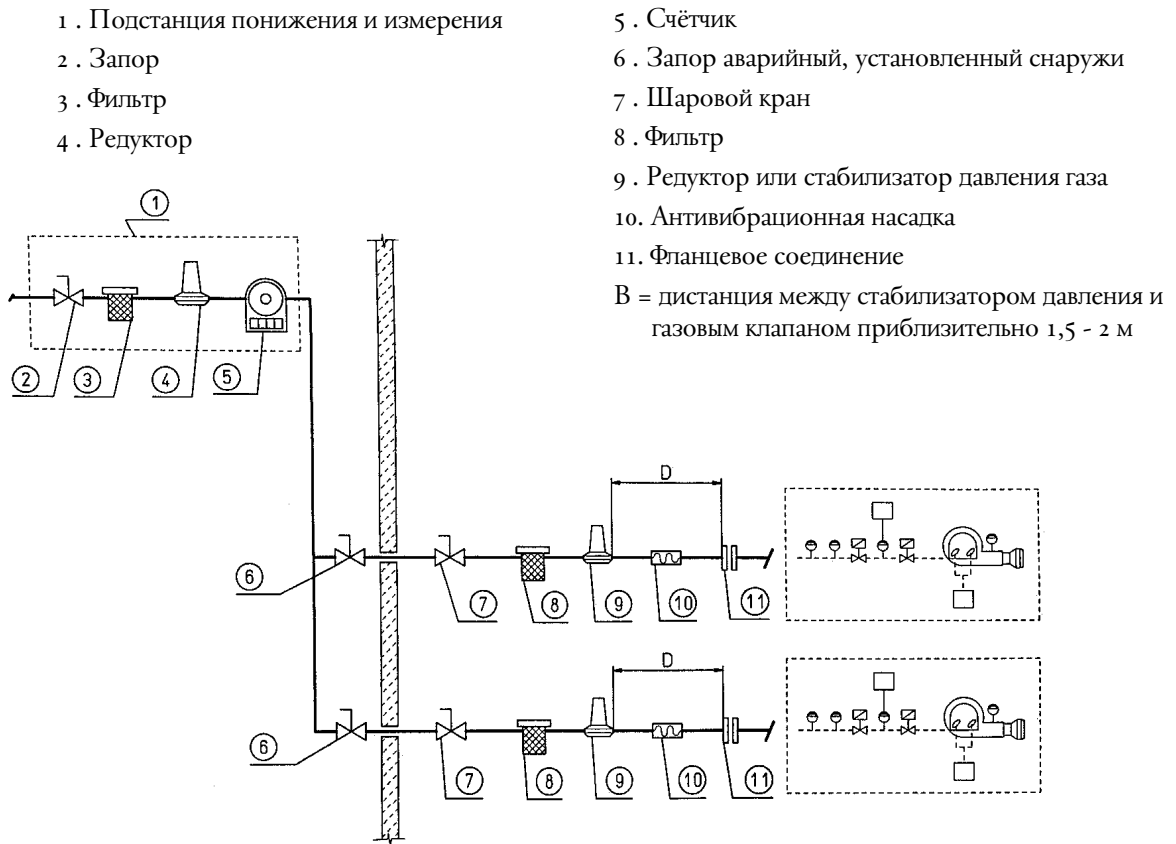 1 . Подстанция понижения и измерения
2 . Запор
3 . Фильтр
4 . Редуктор
5 . Счётчик
6 . Запор аварийный, установленный снаружи
7 . Шаровой кран
8 . Фильтр
9 . Редуктор или стабилизатор давления газа
10. Антивибрационная насадка
11. Фланцевое соединение
В = дистанция между стабилизатором давления и
газовым клапаном приблизительно 1,5 - 2 м
1
2 3 4 5
D
6 7 8 9 10 11
D
6 7 8 9 10 11